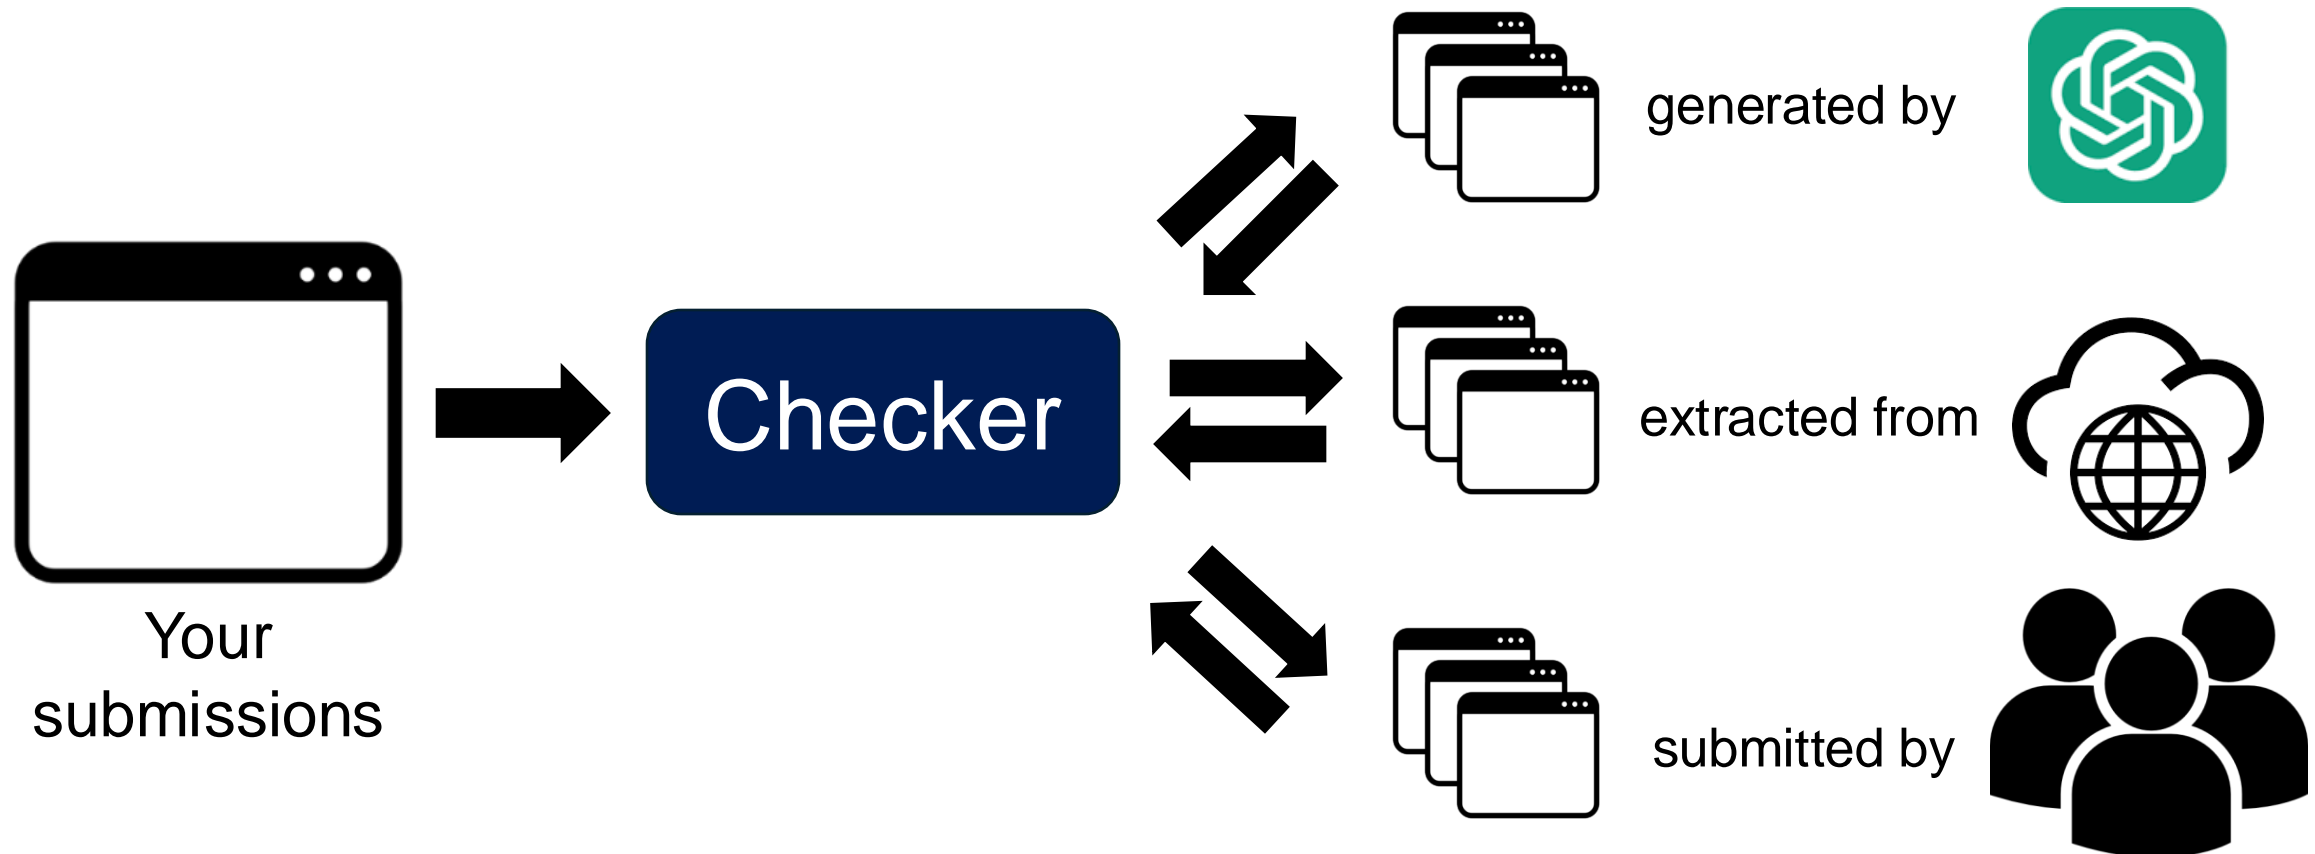 generated by
Checker
extracted from
Your
submissions
submitted by